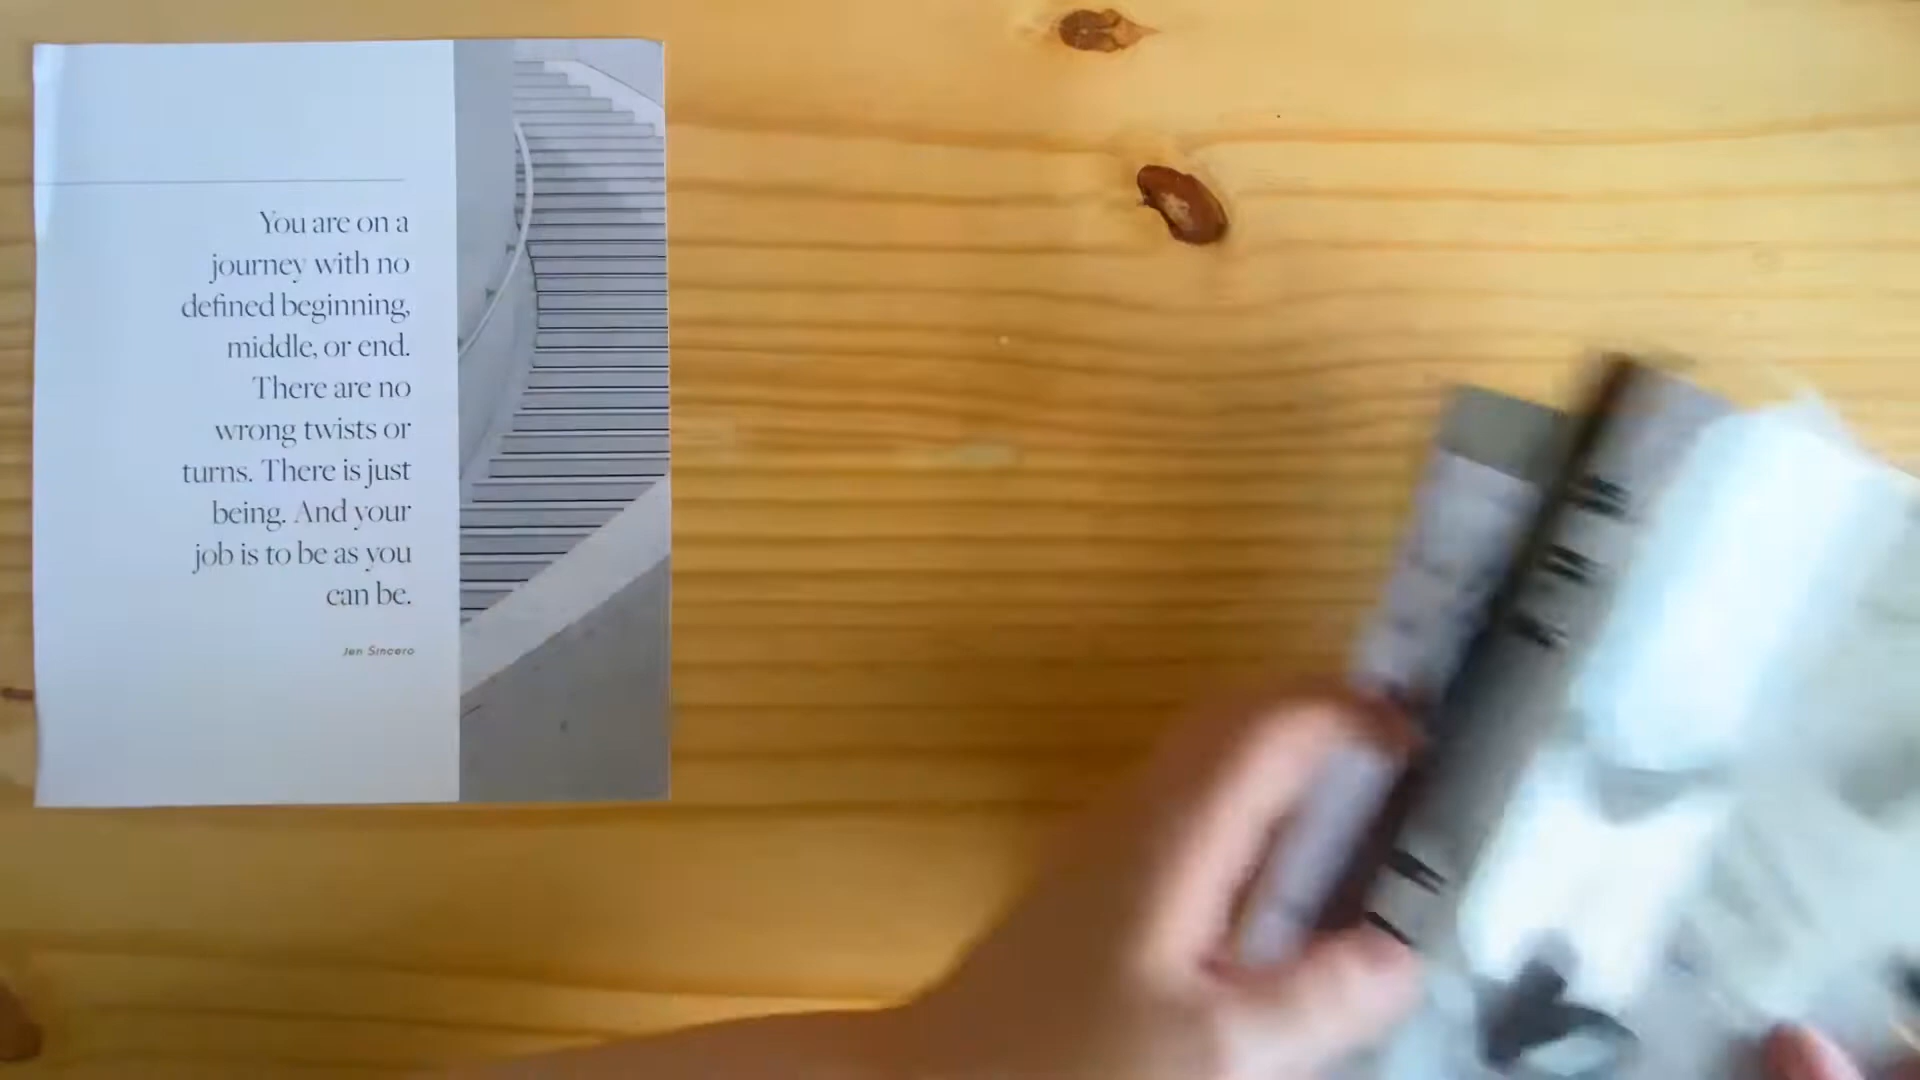 You are on a
journey with no
defined beginning,
middle, or end.
There are no
wrong twists or
turns. There is just
being. And your
job is to be as you
can be.
Jen Sincero